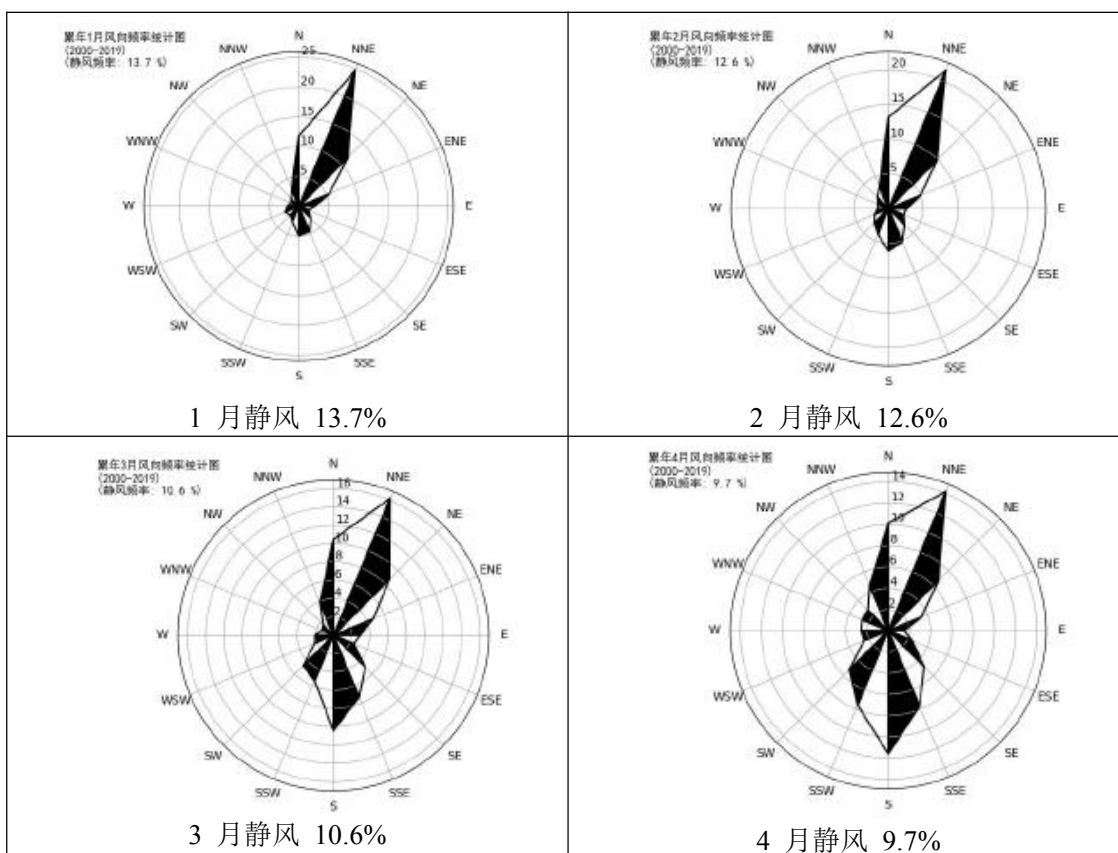 累年1月风向频率统计图
(2000-2019)
(静风频率: 13.7 %)
N
NNE
NE
ENE
E
ESE
SE
SSE
S
SSW
SW
WSW
W
WNW
NW
NNW
25
20
15
10
5
1 月静风 13.7%
累年2月风向频率统计图
(2000-2019)
(静风频率: 12.6 %)
N
NNE
NE
ENE
E
ESE
SE
SSE
S
SSW
SW
WSW
W
WNW
NW
NNW
20
15
10
5
2 月静风 12.6%
累年3月风向频率统计图
(2000-2019)
(静风频率: 10.6 %)
N
NNE
NE
ENE
E
ESE
SE
SSE
S
SSW
SW
WSW
W
WNW
NW
NNW
16
14
12
10
8
6
4
2
3 月静风 10.6%
累年4月风向频率统计图
(2000-2019)
(静风频率: 9.7 %)
N
NNE
NE
ENE
E
ESE
SE
SSE
S
SSW
SW
WSW
W
WNW
NW
NNW
14
12
10
8
6
4
2
4 月静风 9.7%